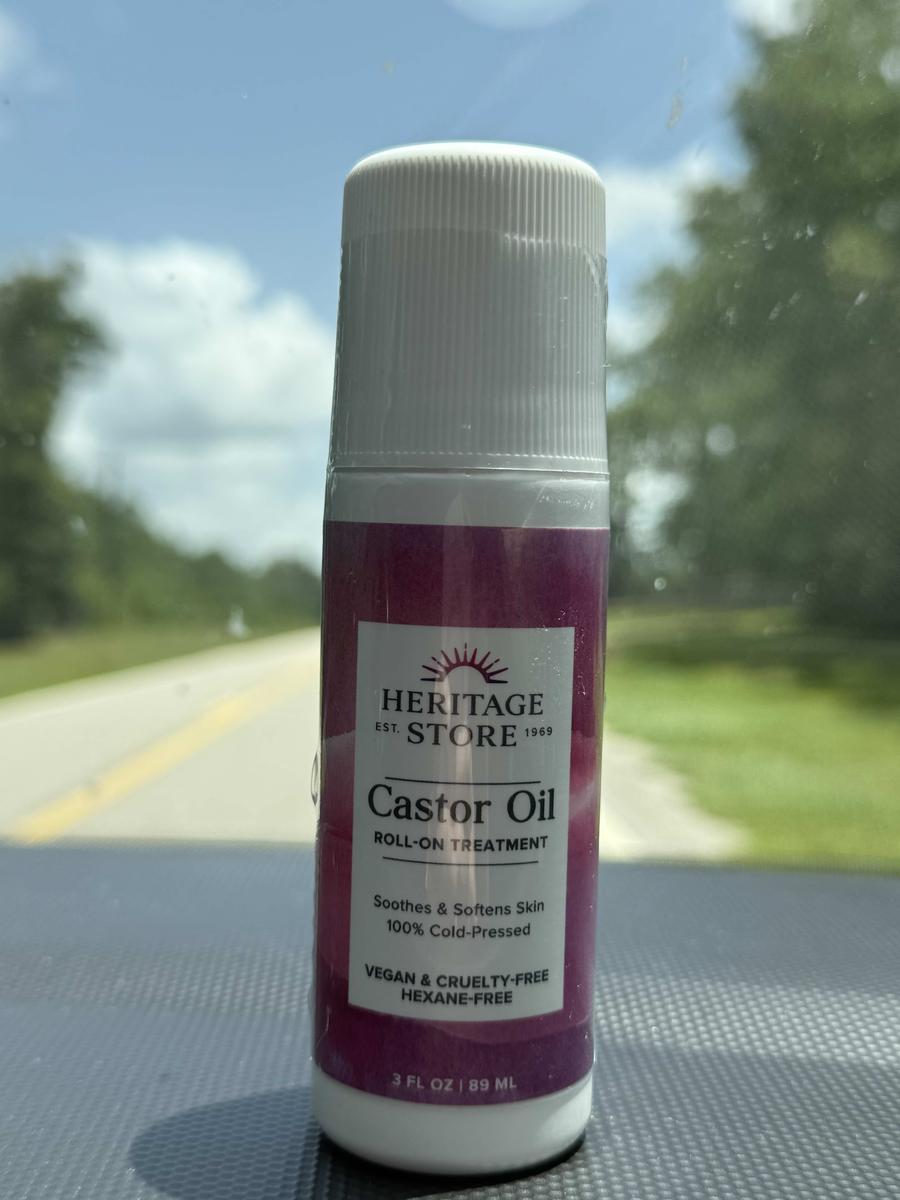 HERITAGE
EST. STORE 1969
Castor Oil
ROLL-ON TREATMENT
Soothes & Softens Skin
100% Cold-Pressed
VEGAN & CRUELTY-FREE
HEXANE-FREE
3 FL OZ | 89 ML